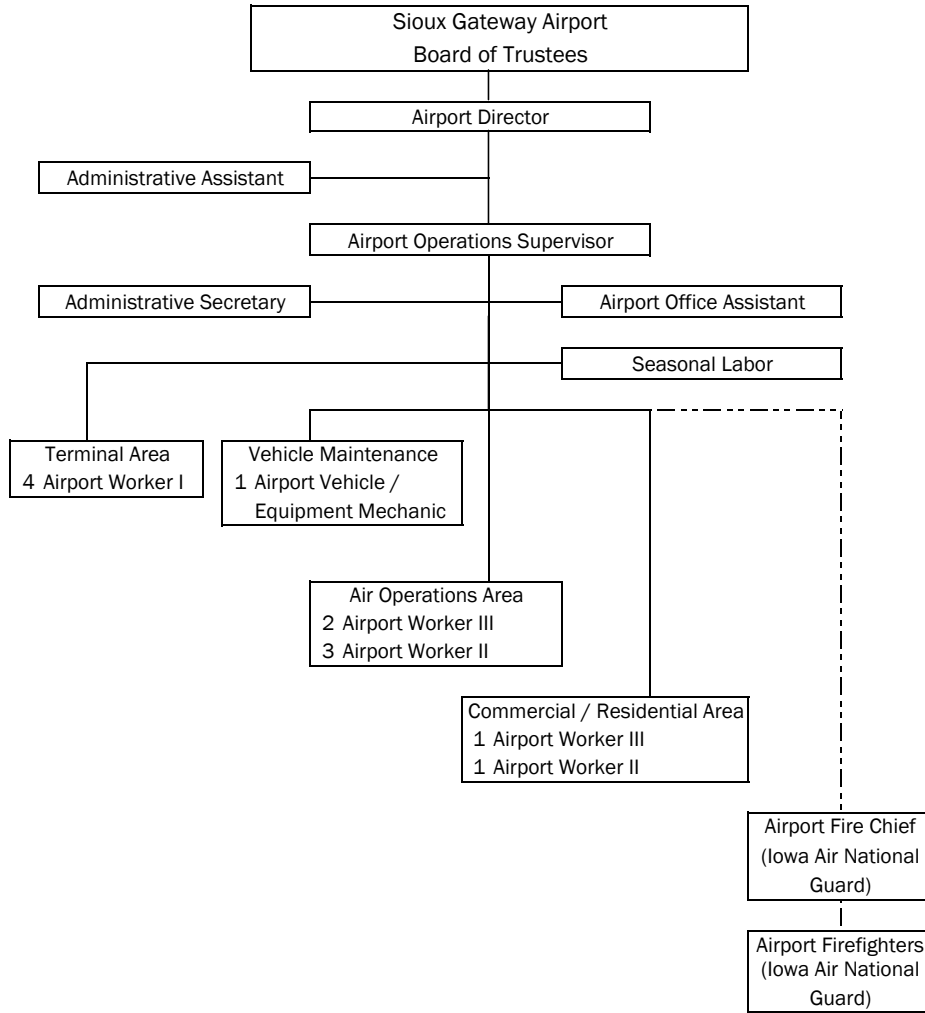 Sioux Gateway Airport
Board of Trustees
Airport Director
Administrative Assistant
Airport Operations Supervisor
Administrative Secretary
Airport Office Assistant
Seasonal Labor
Terminal Area
4 Airport Worker I
Vehicle Maintenance
1 Airport Vehicle /
Equipment Mechanic
Air Operations Area
2 Airport Worker III
3 Airport Worker II
Commercial / Residential Area
1 Airport Worker III
1 Airport Worker II
Airport Fire Chief
(Iowa Air National
Guard)
Airport Firefighters
(Iowa Air National
Guard)